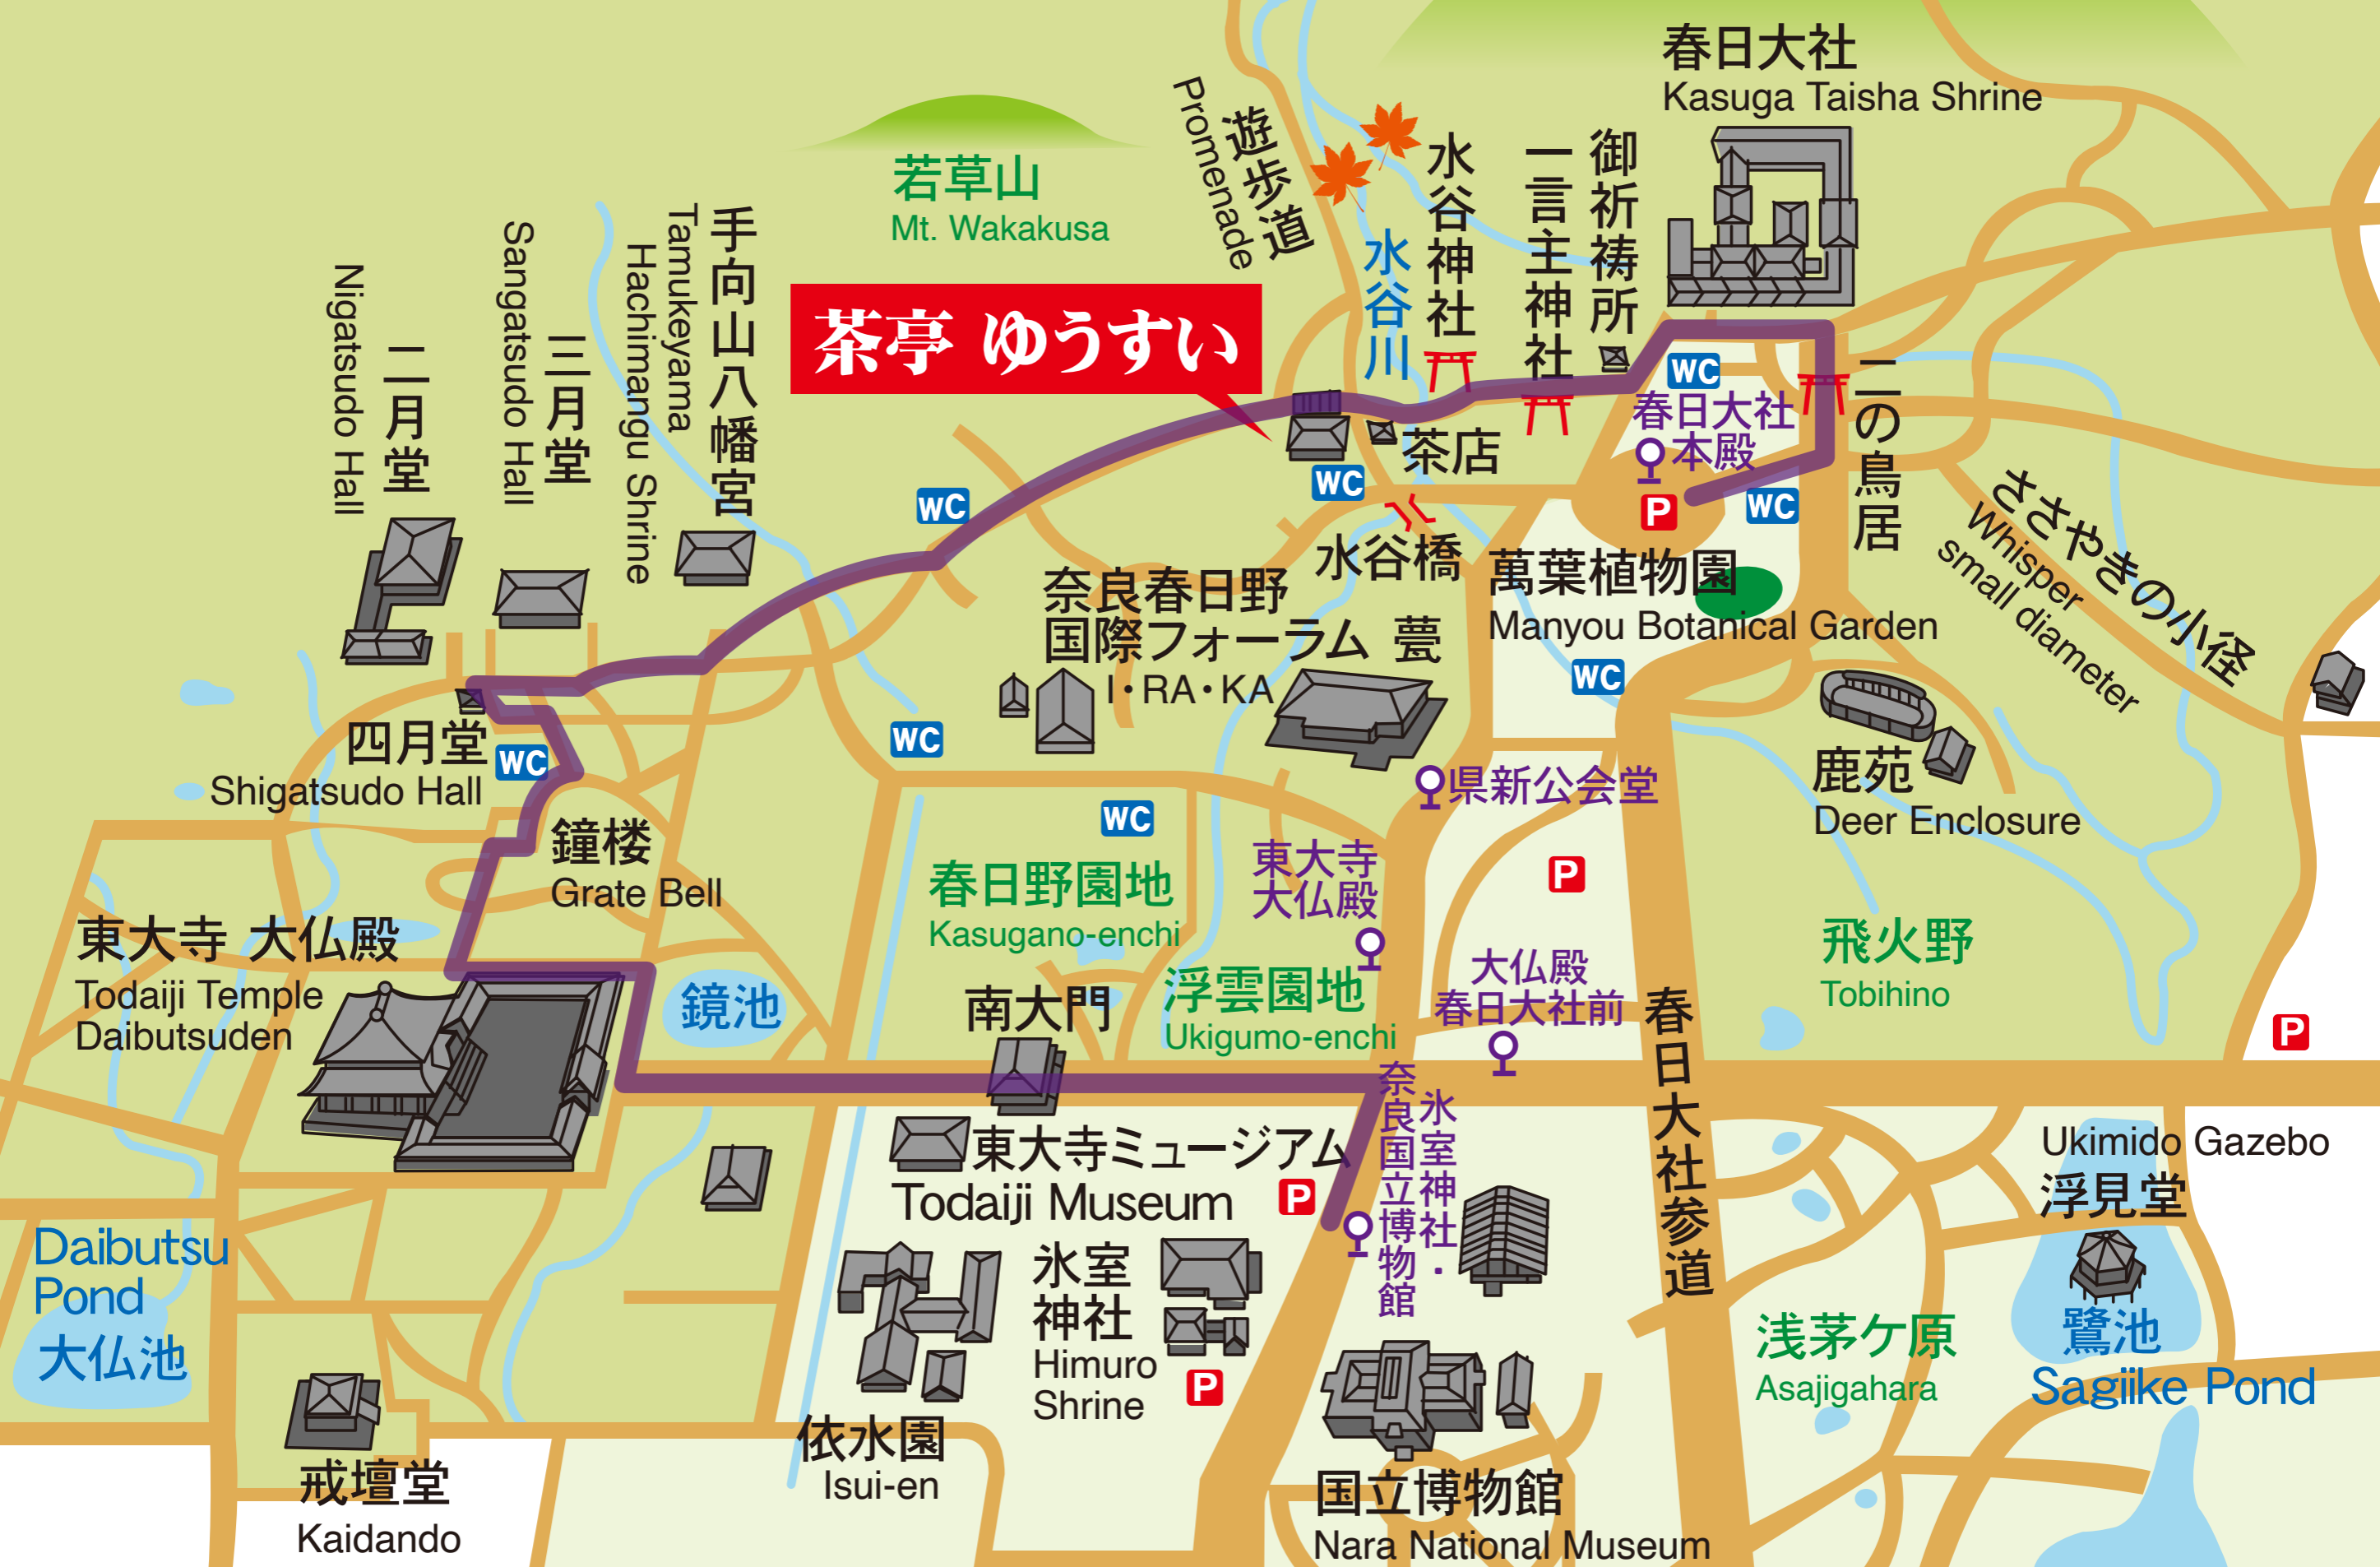 春日大社
Kasuga Taisha Shrine
遊歩道
Promenade
水谷川
水谷神社
一言主神社
御祈祷所
若草山
Mt. Wakakusa
手向山八幡宮
Tamukeyama
Hachimangu Shrine
三月堂
Sangatsudo Hall
二月堂
Nigatsudo Hall
茶亭 ゆうすい
WC
春日大社
本殿
P
WC
二の鳥居
茶店
WC
WC
水谷橋
ささやきの小径
Whisper
small diameter
萬葉植物園
Manyou Botanical Garden
WC
奈良春日野
国際フォーラム 甍
I・RA・KA
四月堂
Shigatsudo Hall
WC
WC
県新公会堂
鹿苑
Deer Enclosure
WC
鐘楼
Grate Bell
春日野園地
Kasugano-enchi
東大寺
大仏殿
P
東大寺 大仏殿
Todaiji Temple
Daibutsuden
鏡池
南大門
浮雲園地
Ukigumo-enchi
大仏殿
春日大社前
飛火野
Tobihino
P
春日大社参道
氷室神社・
奈良国立博物館
東大寺ミュージアム
Todaiji Museum
P
Ukimido Gazebo
浮見堂
Daibutsu
Pond
大仏池
氷室
神社
Himuro
Shrine
P
浅茅ケ原
Asajigahara
鷺池
Sagiike Pond
依水園
Isui-en
戒壇堂
Kaidando
国立博物館
Nara National Museum